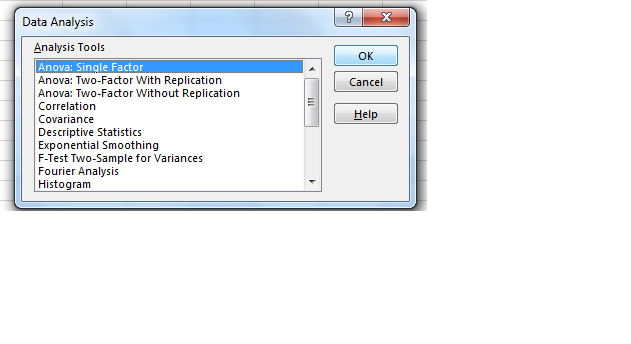 Data Analysis
?
Analysis Tools
Anova: Single Factor
Anova: Two-Factor With Replication
Anova: Two-Factor Without Replication
Correlation
Covariance
Descriptive Statistics
Exponential Smoothing
F-Test Two-Sample for Variances
Fourier Analysis
Histogram
OK
Cancel
Help